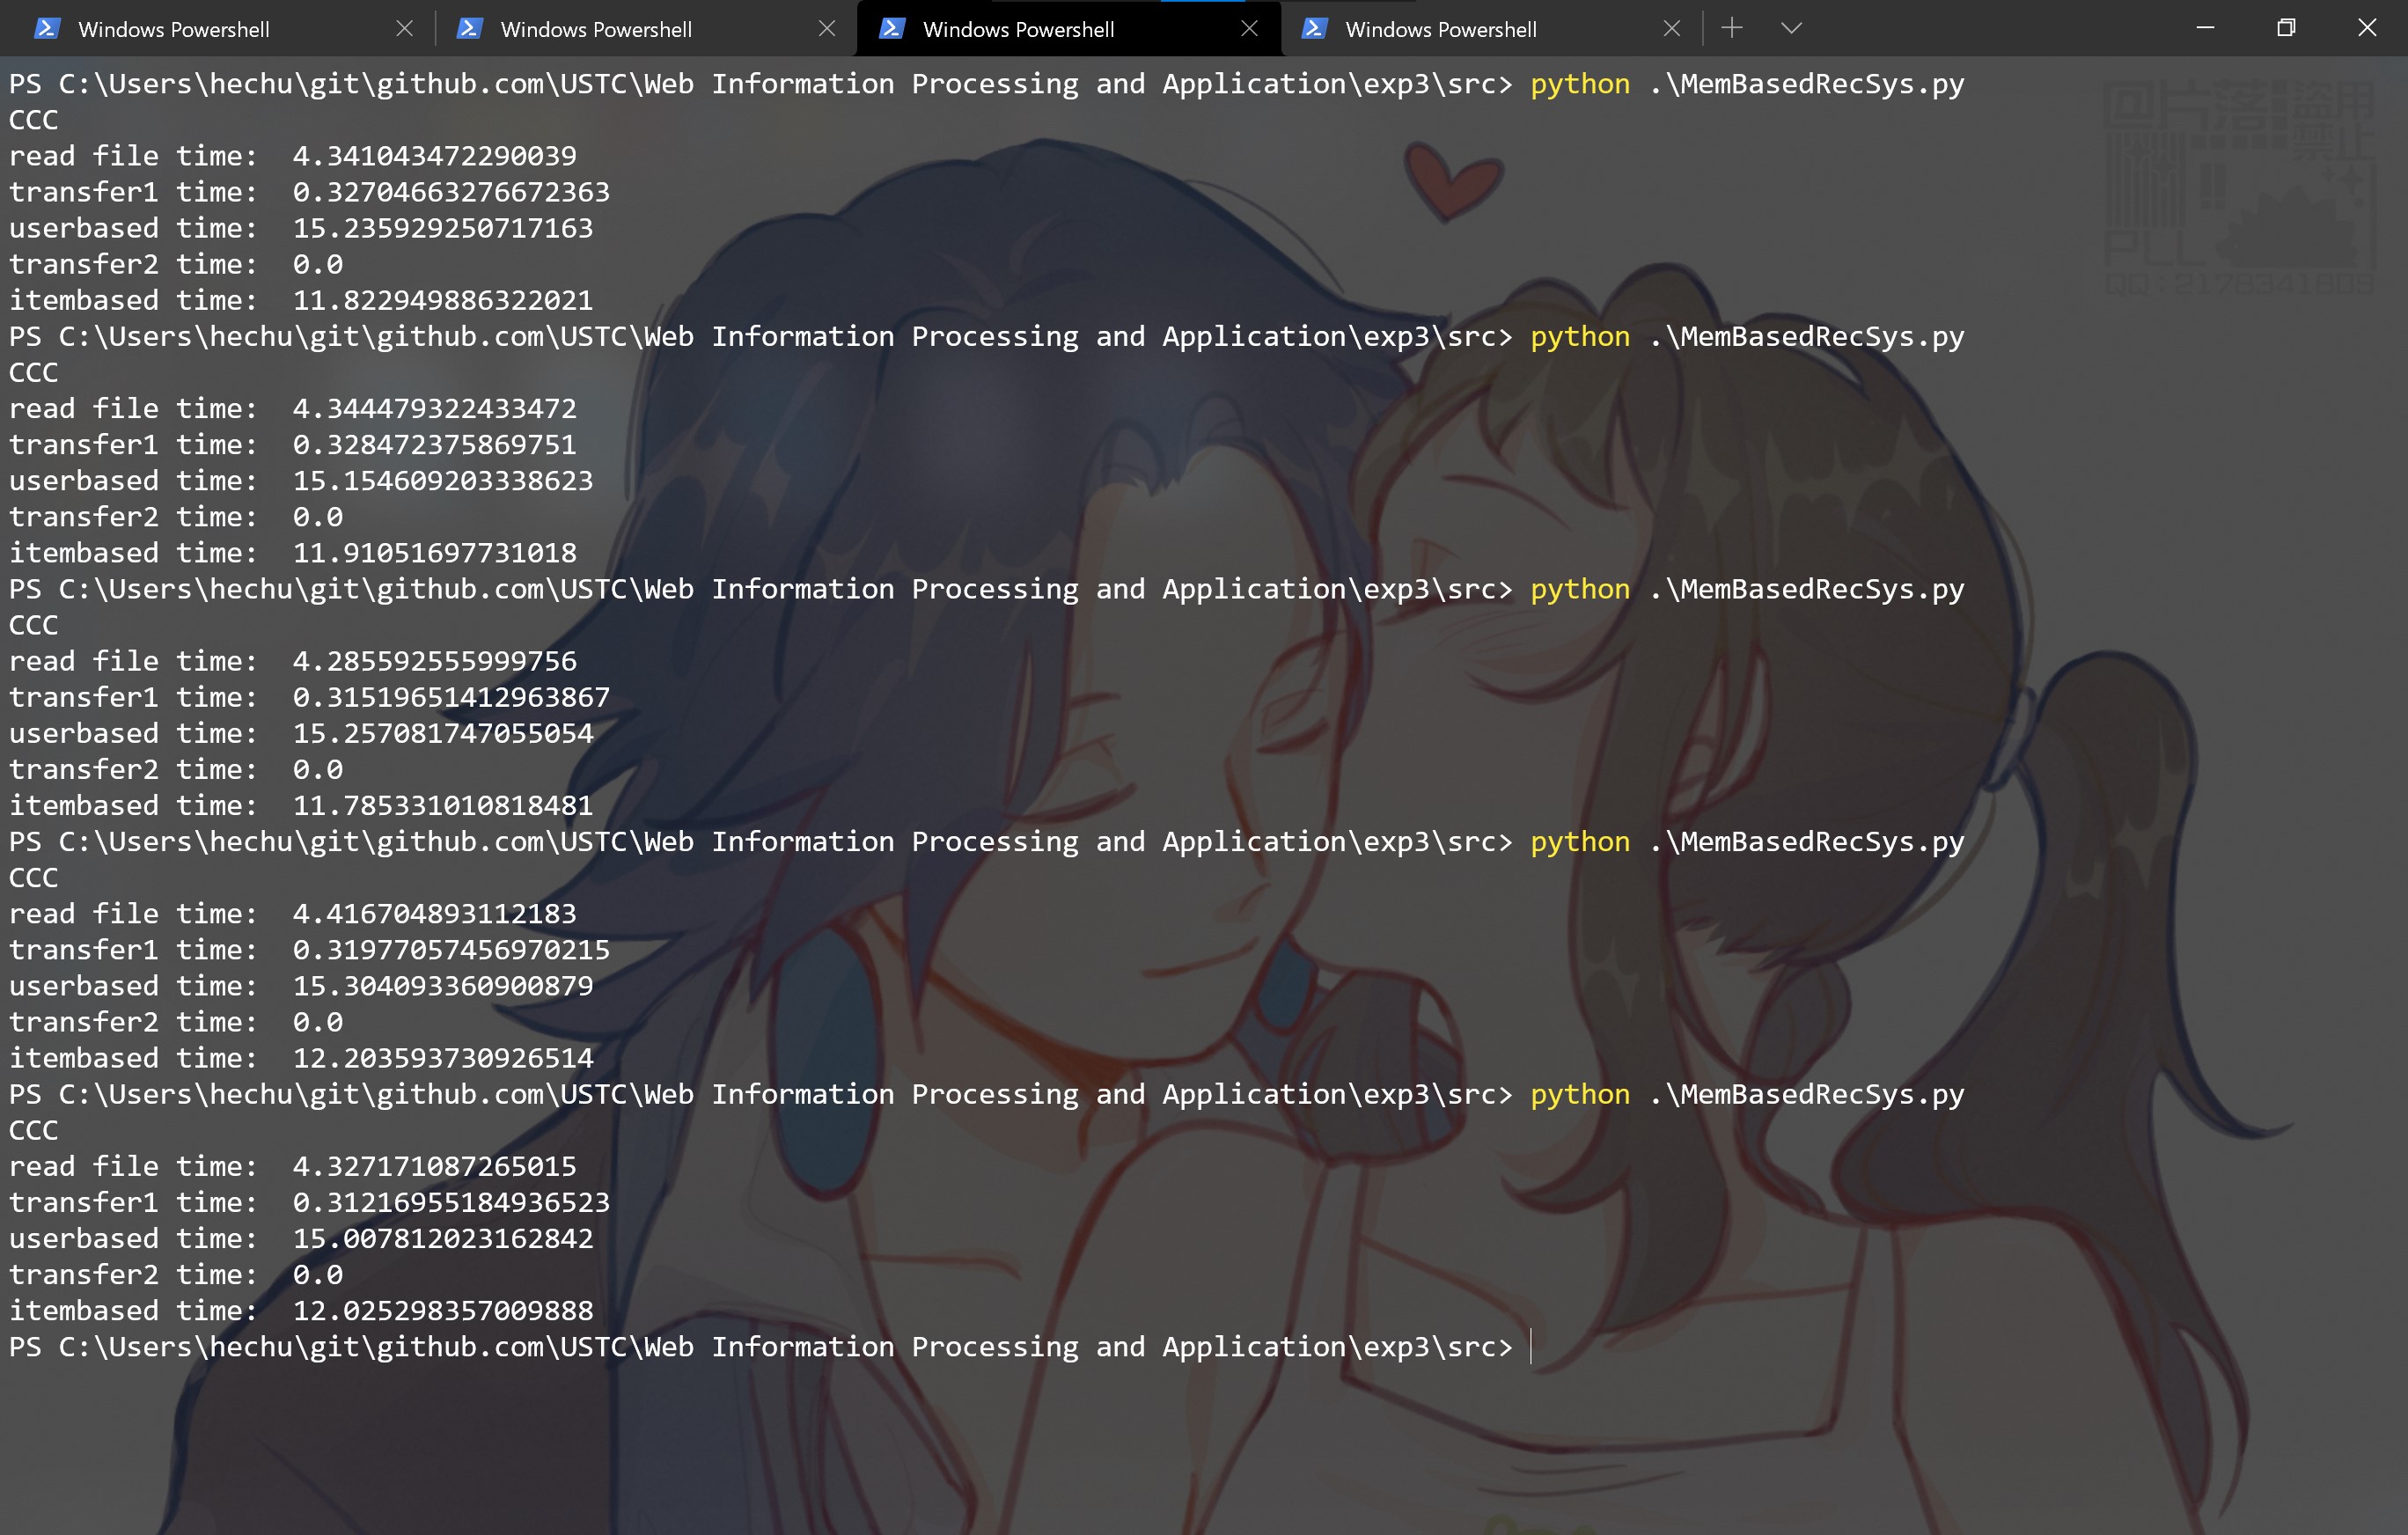 Windows Powershell
Windows Powershell
Windows Powershell
Windows Powershell
PS C:\Users\hechu\git\github.com\USTC\Web Information Processing and Application\exp3\src> python .\MemBasedRecSys.py
CCC
read file time:  4.341043472290039
transfer1 time:  0.32704663276672363
userbased time:  15.235929250717163
transfer2 time:  0.0
itembased time:  11.822949886322021
PS C:\Users\hechu\git\github.com\USTC\Web Information Processing and Application\exp3\src> python .\MemBasedRecSys.py
CCC
read file time:  4.344479322433472
transfer1 time:  0.328472375869751
userbased time:  15.154609203338623
transfer2 time:  0.0
itembased time:  11.91051697731018
PS C:\Users\hechu\git\github.com\USTC\Web Information Processing and Application\exp3\src> python .\MemBasedRecSys.py
CCC
read file time:  4.285592555999756
transfer1 time:  0.315196514129638​67
userbased time:  15.257081747055054
transfer2 time:  0.0
itembased time:  11.785331010818481
PS C:\Users\hechu\git\github.com\USTC\Web Information Processing and Application\exp3\src> python .\MemBasedRecSys.py
CCC
read file time:  4.416704893112183
transfer1 time:  0.31977057456970215
userbased time:  15.304093360900879
transfer2 time:  0.0
itembased time:  12.203593730926514
PS C:\Users\hechu\git\github.com\USTC\Web Information Processing and Application\exp3\src> python .\MemBasedRecSys.py
CCC
read file time:  4.327171087265015
transfer1 time:  0.31216955184936523
userbased time:  15.007812023162842
transfer2 time:  0.0
itembased time:  12.025298357009888
PS C:\Users\hechu\git\github.com\USTC\Web Information Processing and Application\exp3\src>
盗用
禁止
PLL